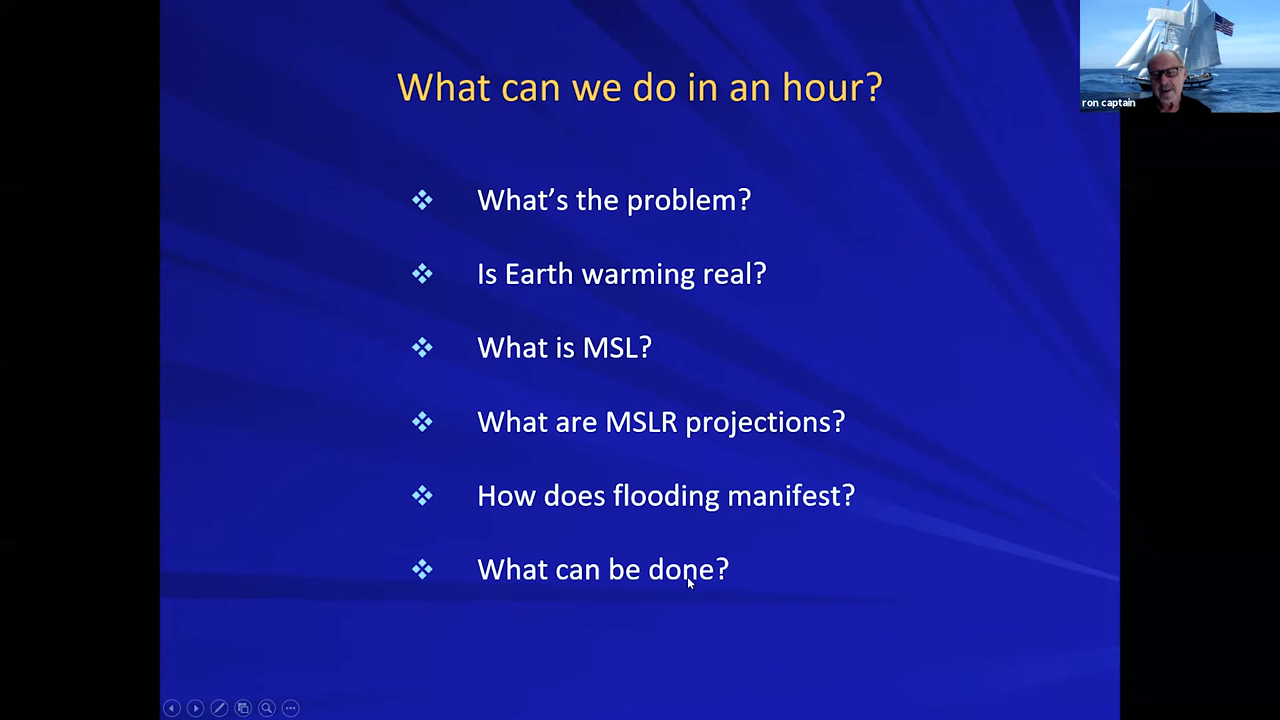 What can we do in an hour?
ron captain
What's the problem?
Is Earth warming real?
What is MSL?
What are MSLR projections?
How does flooding manifest?
What can be done?